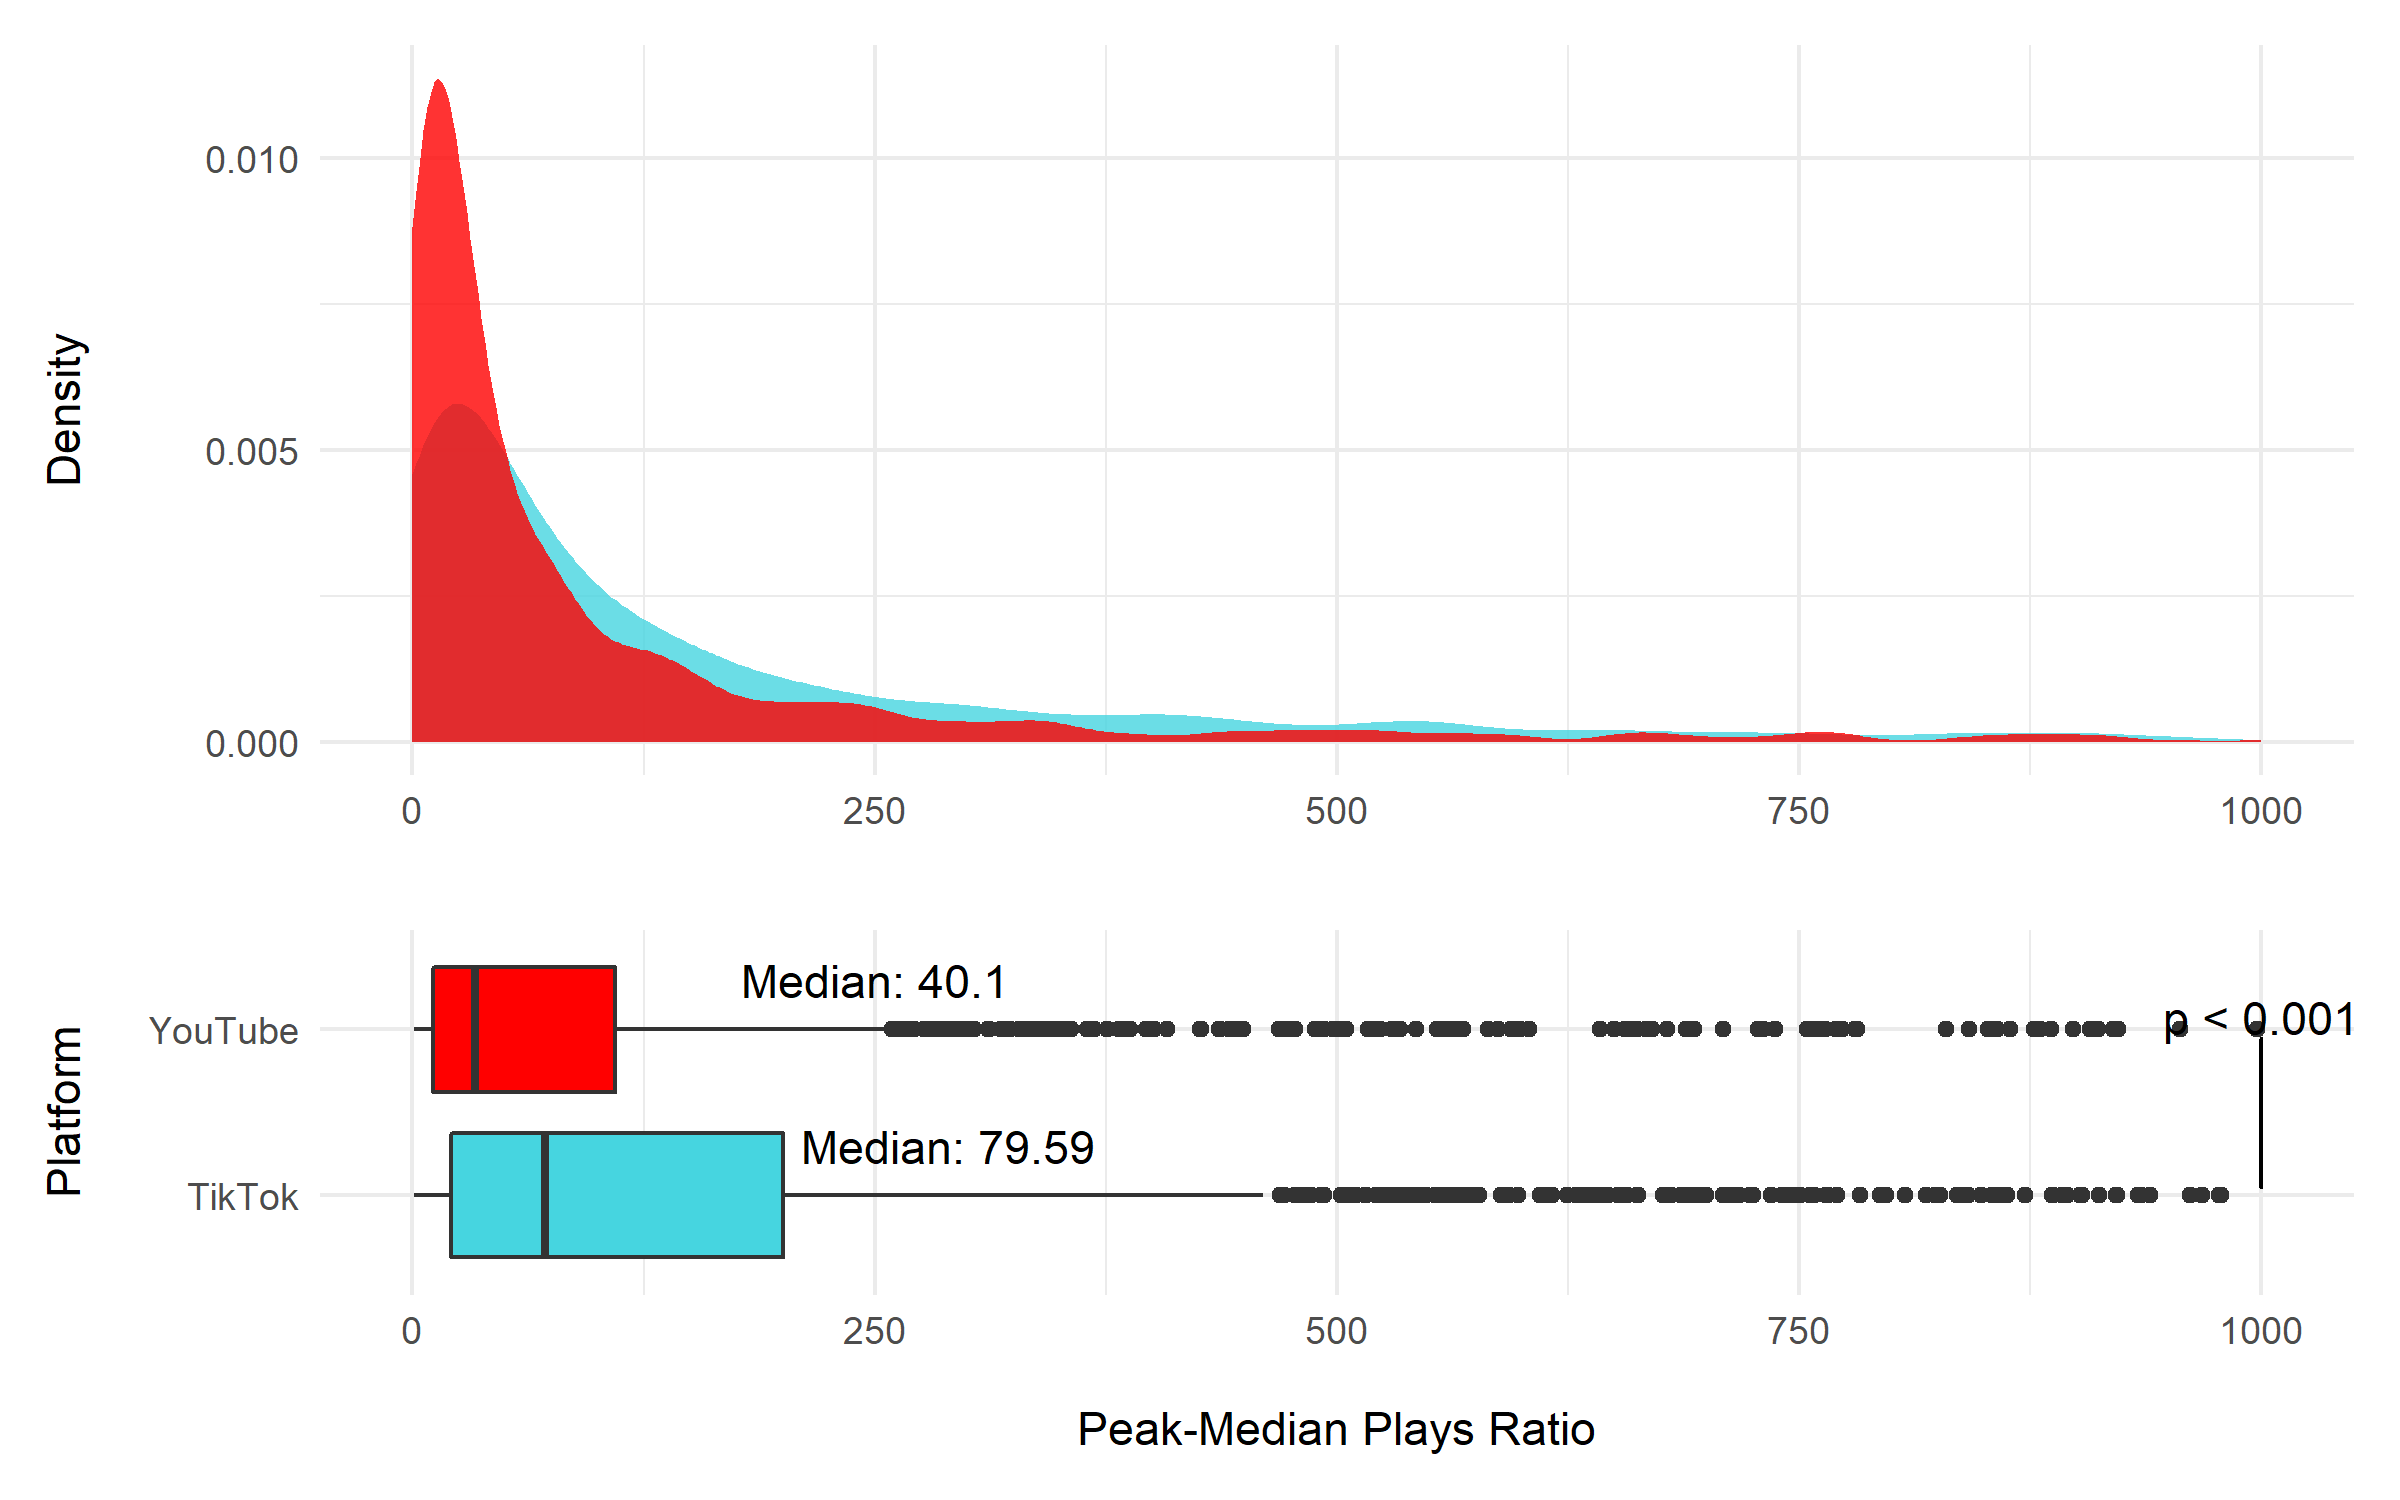 Density
0.010
0.005
0.000
0 250 500 750 1000
Platform
YouTube
Median: 40.1
p < 0.001
TikTok
Median: 79.59
0 250 500 750 1000
Peak-Median Plays Ratio